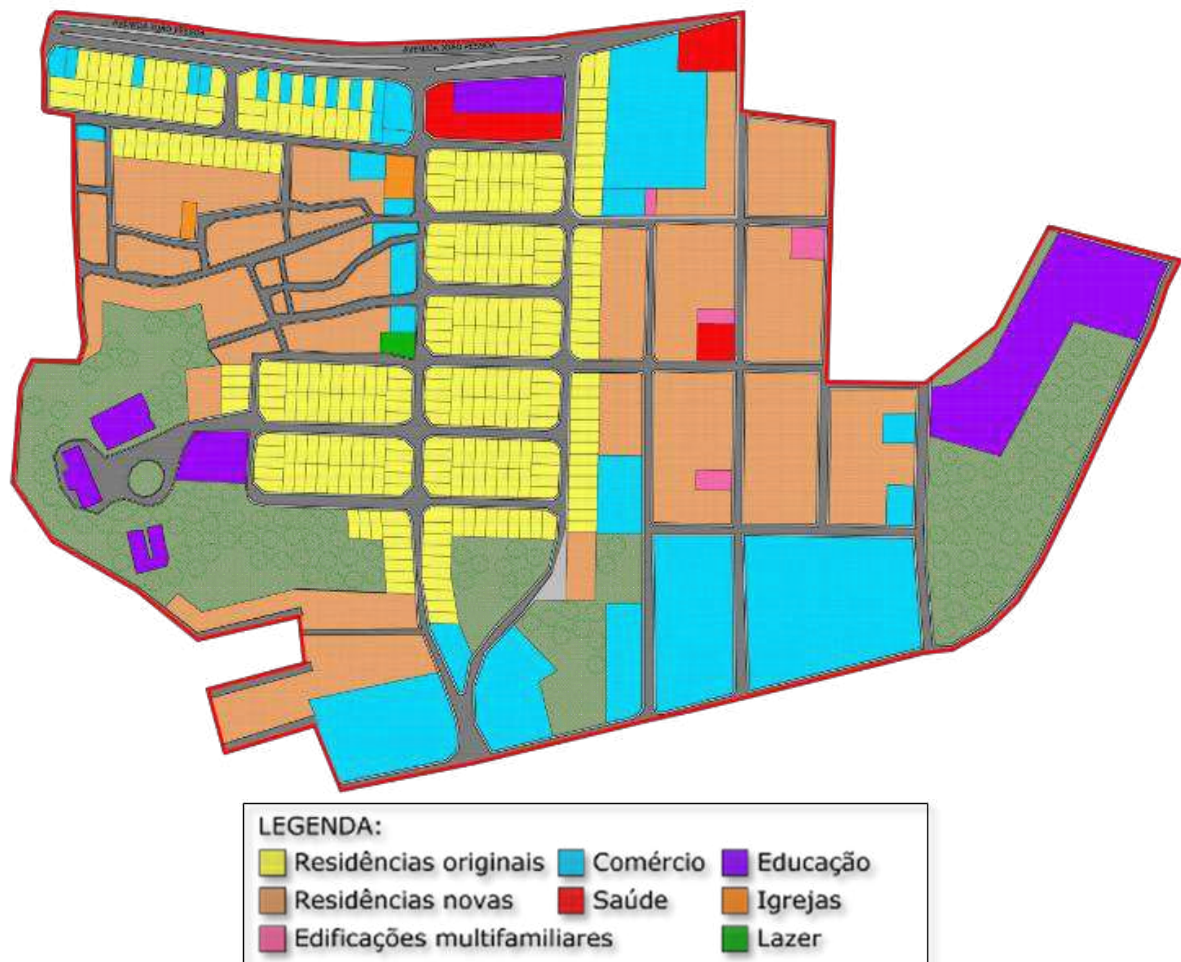 AVENIDA JOÃO PESSOA
AVENIDA JOÃO PESSOA
LEGENDA:
Residências originais Comércio Educação
Residências novas Saúde Igrejas
Edificações multifamiliares Lazer